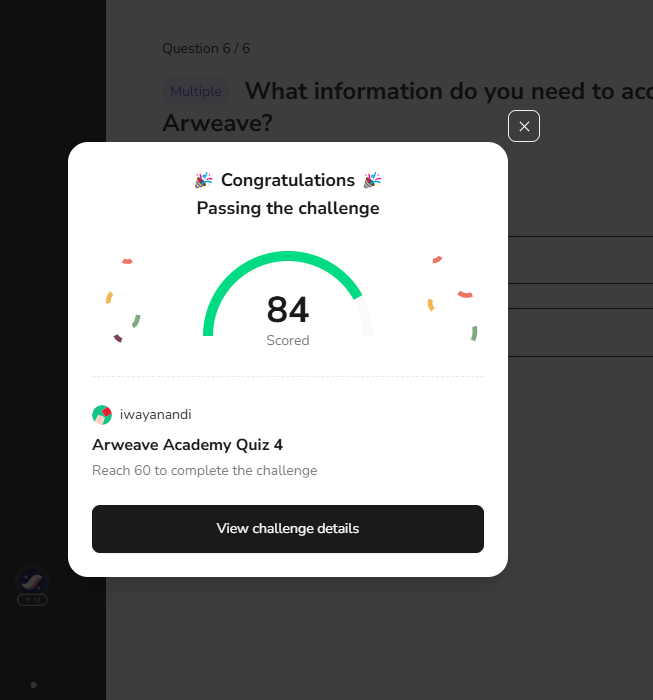 Question 6 / 6
Multiple
What information do you need to acc
Arweave?
🎉 Congratulations 🎉
Passing the challenge
84
Scored
iwayanandi
Arweave Academy Quiz 4
Reach 60 to complete the challenge
View challenge details